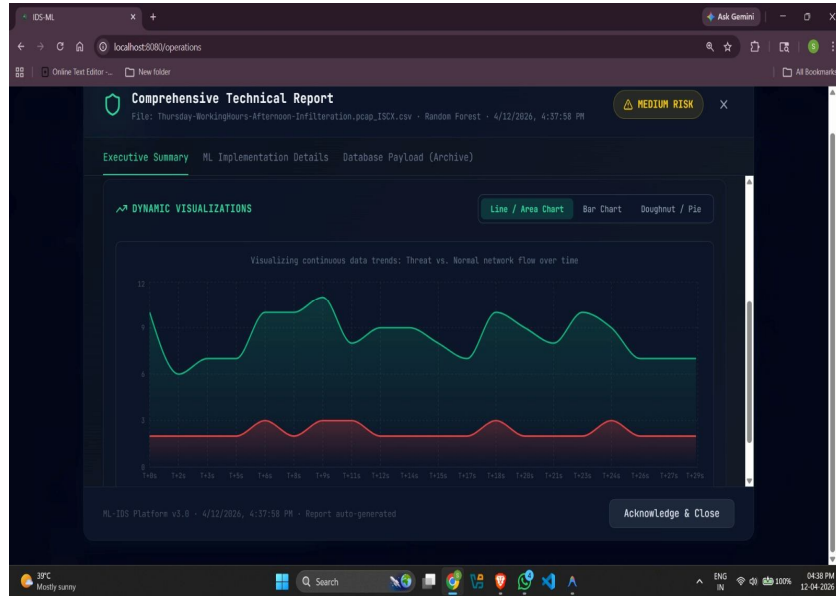 IDS-ML
Ask Gemini
localhost:8080/operations
Online Text Editor -...
New folder
All Bookmarks
Comprehensive Technical Report
File: Thursday-WorkingHours-Afternoon-Infilteration.pcap_ISCX.csv · Random Forest · 4/12/2026, 4:37:58 PM
MEDIUM RISK
Executive Summary
ML Implementation Details
Database Payload (Archive)
DYNAMIC VISUALIZATIONS
Line / Area Chart
Bar Chart
Doughnut / Pie
Visualizing continuous data trends: Threat vs. Normal network flow over time
9
6
3
0
T+0s T+2s T+3s T+5s T+6s T+8s T+9s T+11s T+12s T+14s T+15s T+17s T+18s T+20s T+21s T+23s T+24s T+26s T+27s
ML-IDS Platform v3.0 · 4/12/2026, 4:37:58 PM · Report auto-generated
Acknowledge & Close
39°C
Mostly sunny
Search
ENG
IN
100%
04:38 PM
12-04-2026